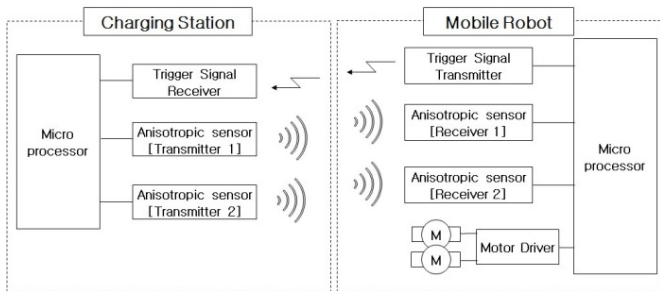 Charging Station
Mobile Robot
Micro
processor
Trigger Signal
Receiver
Anisotropic sensor
[Transmitter 1]
Anisotropic sensor
[Transmitter 2]
Trigger Signal
Transmitter
Anisotropic sensor
[Receiver 1]
Anisotropic sensor
[Receiver 2]
M
M
Motor Driver
Micro
processor